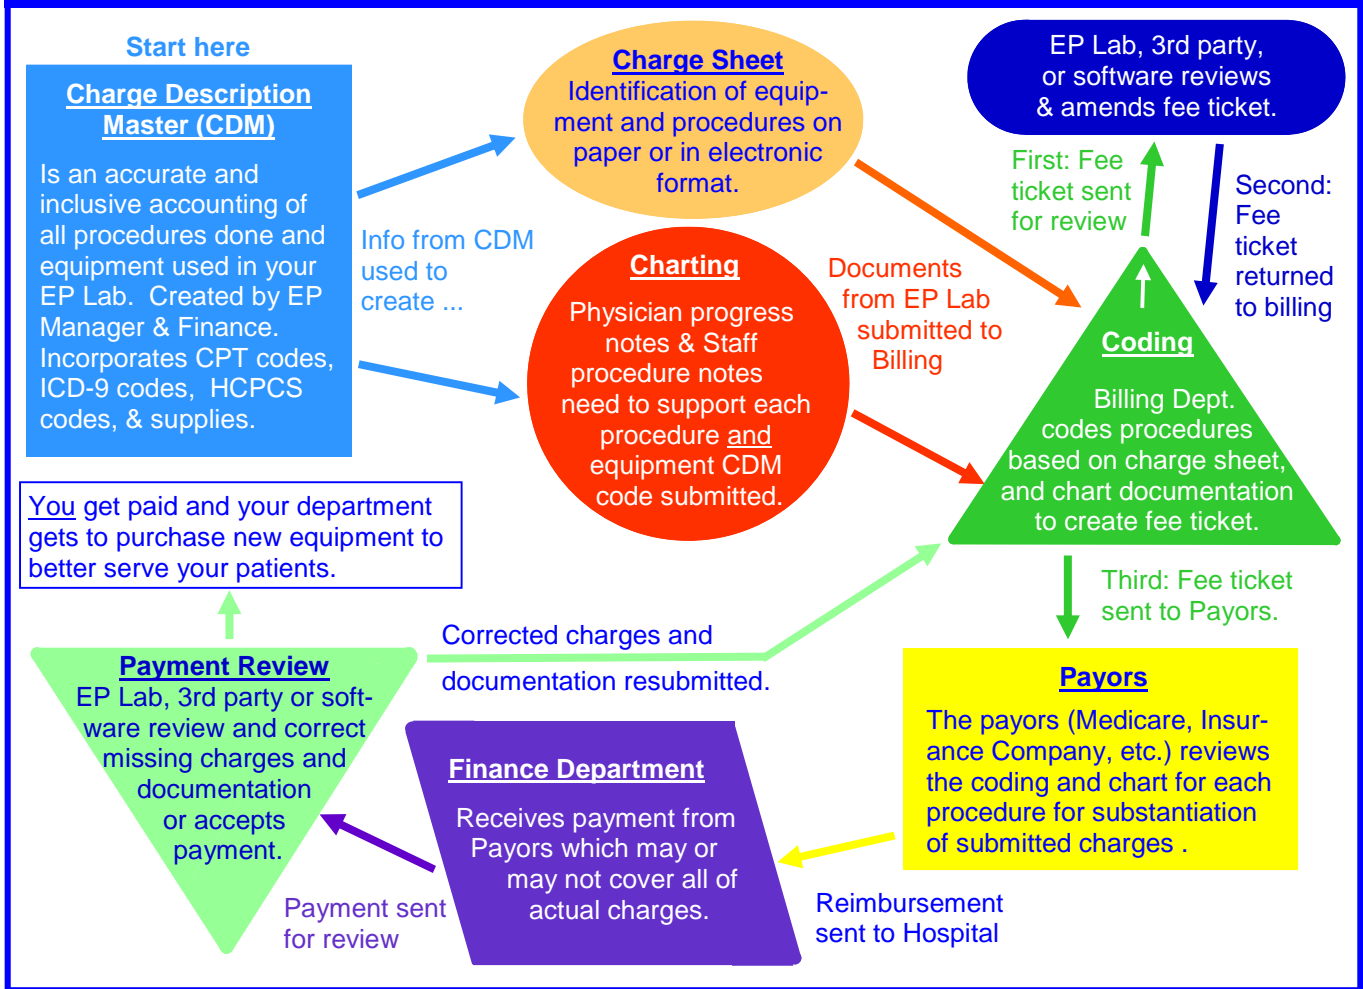 Start here
Charge Description
Master (CDM)
Is an accurate and
inclusive accounting of
all procedures done and
equipment used in your
EP Lab.  Created by EP
Manager & Finance.
Incorporates CPT codes,
ICD-9 codes,  HCPCS
codes, & supplies.
Info from CDM
used to
create ...
Charge Sheet
Identification of equip-
ment and procedures on
paper or in electronic
format.
Charting
Physician progress
notes & Staff
procedure notes
need to support each
procedure and
equipment CDM
code submitted.
Documents
from EP Lab
submitted to
Billing
EP Lab, 3rd party,
or software reviews
& amends fee ticket.
First: Fee
ticket sent
for review
Second:
Fee
ticket
returned
to billing
Coding
Billing Dept.
codes procedures
based on charge sheet,
and chart documentation
to create fee ticket.
Third: Fee ticket
sent to Payors.
Payors
The payors (Medicare, Insur-
ance Company, etc.) reviews
the coding and chart for each
procedure for substantiation
of submitted charges .
Reimbursement
sent to Hospital
Finance Department
Receives payment from
Payors which may or
may not cover all of
actual charges.
Payment sent
for review
Payment Review
EP Lab, 3rd party or soft-
ware review and correct
missing charges and
documentation
or accepts
payment.
Corrected charges and
documentation resubmitted.
You get paid and your department
gets to purchase new equipment to
better serve your patients.